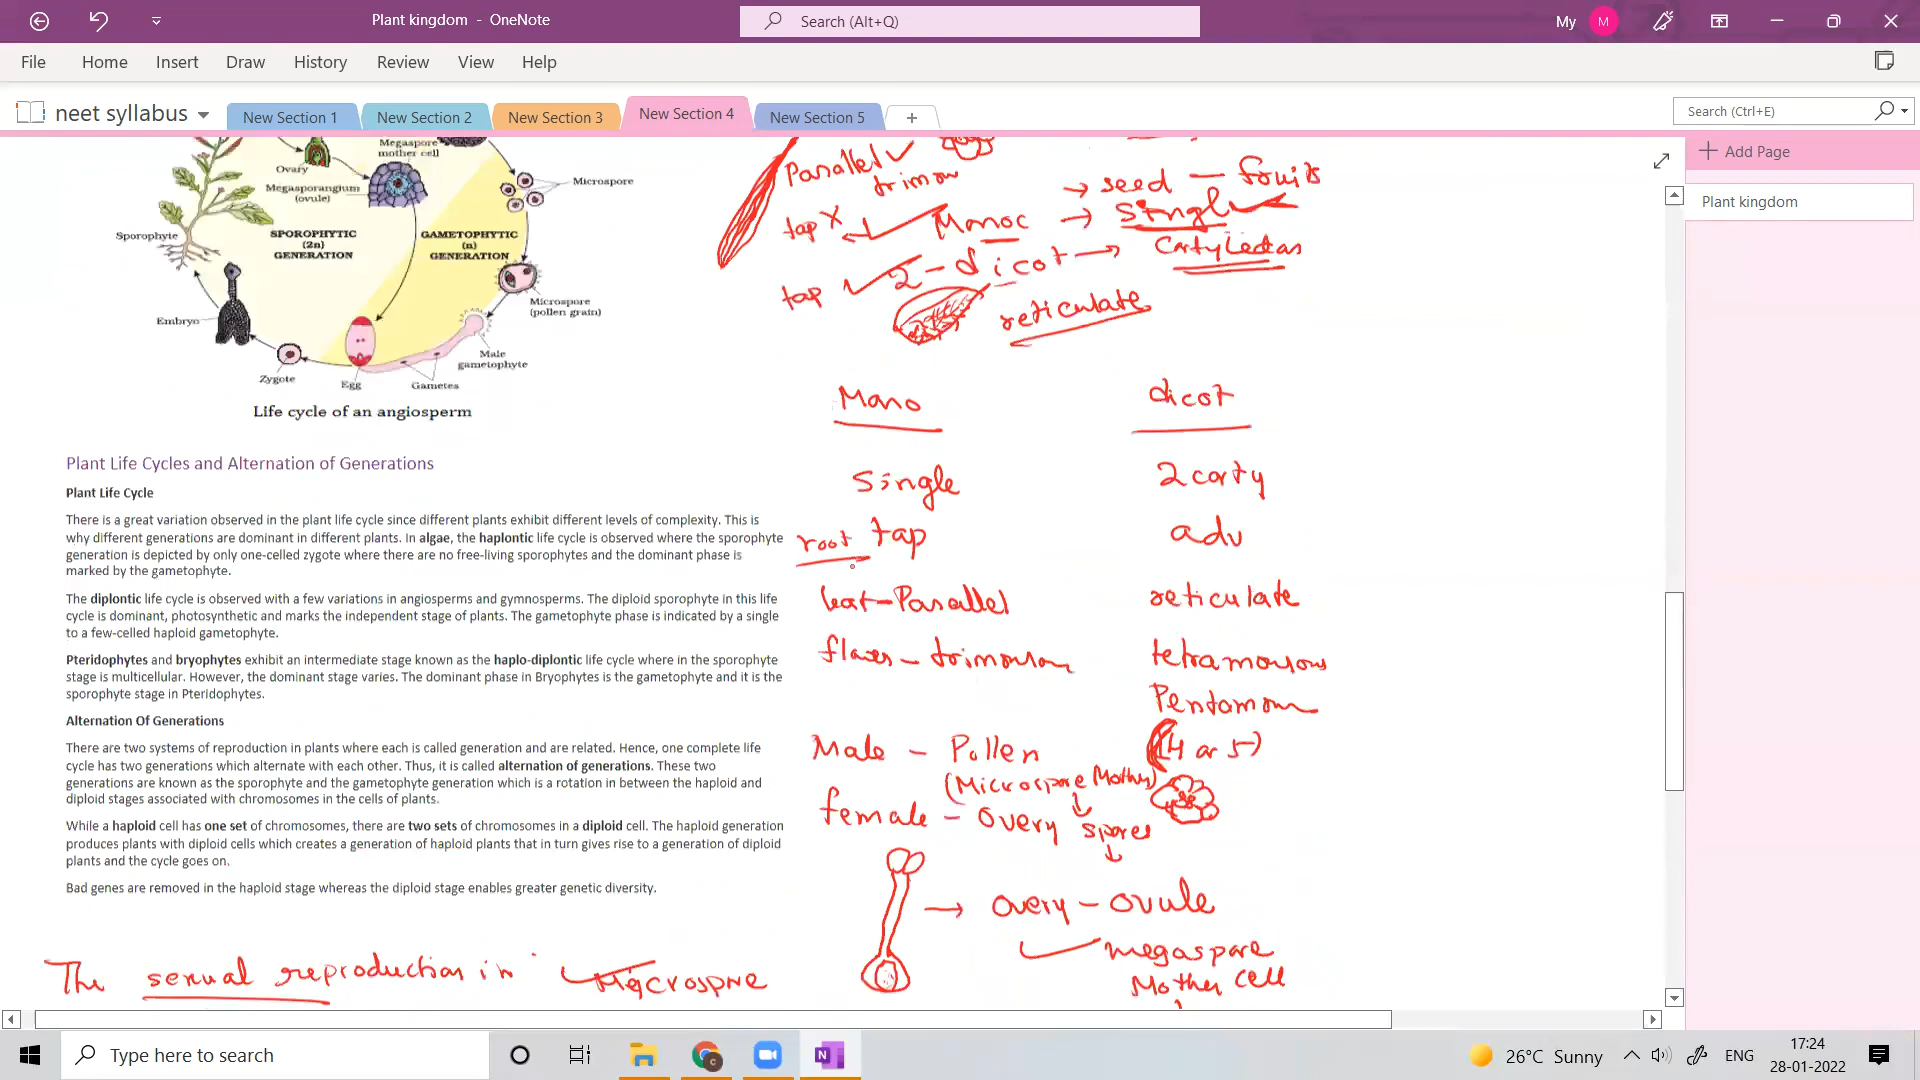 Plant kingdom - OneNote
Search (Alt+Q)
My M
File Home Insert Draw History Review View Help
neet syllabus
New Section 1 New Section 2 New Section 3 New Section 4 New Section 5 +
Search (Ctrl+E)
Add Page
Plant kingdom
Megaspore
mother cell
Ovary
Megasporangium
(ovule)
Microspore
Sporophyte
SPOROPHYTIC
(2n)
GENERATION
GAMETOPHYTIC
(n)
GENERATION
Microspore
(pollen grain)
Embryo
Male
gametophyte
Zygote
Egg
Gametes
Life cycle of an angiosperm
Plant Life Cycles and Alternation of Generations
Plant Life Cycle
There is a great variation observed in the plant life cycle since different plants exhibit different levels of complexity. This is
why different generations are dominant in different plants. In algae, the haplontic life cycle is observed where the sporophyte
generation is depicted by only one-celled zygote where there are no free-living sporophytes and the dominant phase is
marked by the gametophyte.
The diplontic life cycle is observed with a few variations in angiosperms and gymnosperms. The diploid sporophyte in this life
cycle is dominant, photosynthetic and marks the independent stage of plants. The gametophyte phase is indicated by a single
to a few-celled haploid gametophyte.
Pteridophytes and bryophytes exhibit an intermediate stage known as the haplo-diplontic life cycle where in the sporophyte
stage is multicellular. However, the dominant stage varies. The dominant phase in Bryophytes is the gametophyte and it is the
sporophyte stage in Pteridophytes.
Alternation Of Generations
There are two systems of reproduction in plants where each is called generation and are related. Hence, one complete life
cycle has two generations which alternate with each other. Thus, it is called alternation of generations. These two
generations are known as the sporophyte and the gametophyte generation which is a rotation in between the haploid and
diploid stages associated with chromosomes in the cells of plants.
While a haploid cell has one set of chromosomes, there are two sets of chromosomes in a diploid cell. The haploid generation
produces plants with diploid cells which creates a generation of haploid plants that in turn gives rise to a generation of diploid
plants and the cycle goes on.
Bad genes are removed in the haploid stage whereas the diploid stage enables greater genetic diversity.
The sexual reproduction in
Parallel
→ seed — fruits
tap X Monoc → Single
2 - dicot → Cotyledons
tap
reticulate
Mono dicot
Single 2 coty
root tap adv
leaf - Parallel reticulate
tetramourous
Male - Pollen (4 or 5)
(Microspore Mother)
female - Overy spores
→ Overy - Ovule
megaspore
Mother cell
Macrospre
Type here to search
26°C Sunny
ENG
17:24
28-01-2022